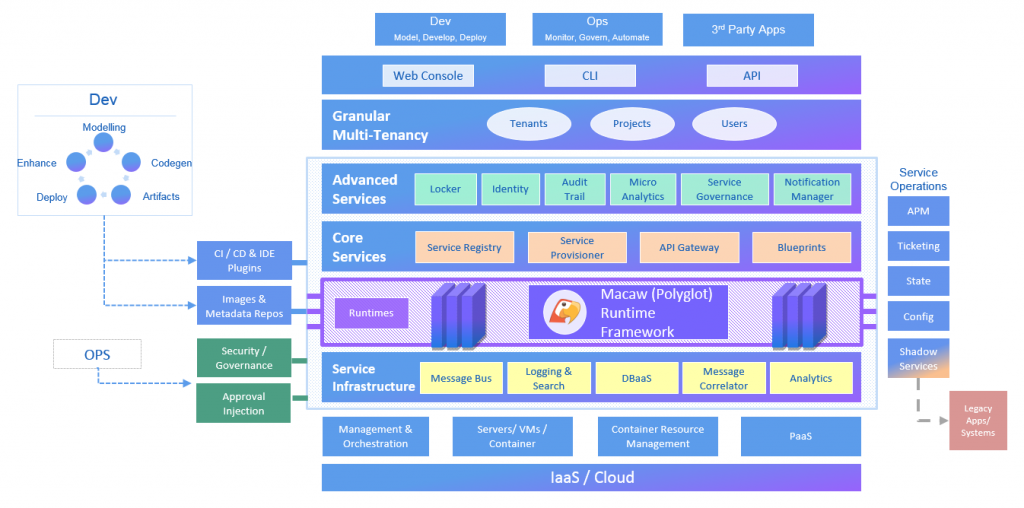 Dev
Model, Develop, Deploy
Ops
Monitor, Govern, Automate
3rd Party Apps
Web Console
CLI
API
Granular
Multi-Tenancy
Tenants
Projects
Users
Dev
Modelling
Enhance
Codegen
Deploy
Artifacts
Advanced
Services
Locker
Identity
Audit
Trail
Micro
Analytics
Service
Governance
Notification
Manager
Core
Services
Service Registry
Service
Provisioner
API Gateway
Blueprints
CI / CD & IDE
Plugins
Images &
Metadata Repos
Runtimes
Macaw (Polyglot)
Runtime
Framework
OPS
Security /
Governance
Approval
Injection
Service
Infrastructure
Message Bus
Logging &
Search
DBaaS
Message
Correlator
Analytics
Service
Operations
APM
Ticketing
State
Config
Shadow
Services
Legacy
Apps/
Systems
Management &
Orchestration
Servers/ VMs /
Container
Container Resource
Management
PaaS
IaaS / Cloud